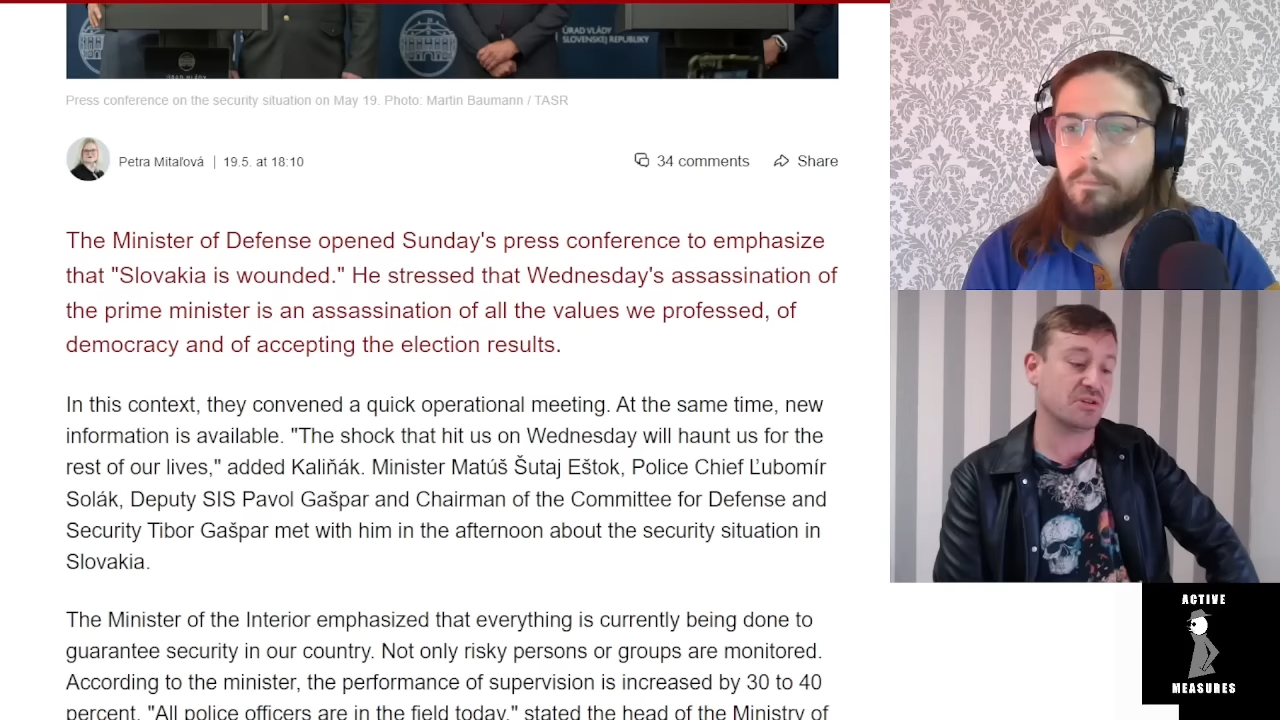 ÚRAD VLÁDY
SLOVENSKEJ REPUBLIKY
Press conference on the security situation on May 19. Photo: Martin Baumann / TASR
Petra Mitaľová | 19.5. at 18:10
34 comments Share
The Minister of Defense opened Sunday's press conference to emphasize
that "Slovakia is wounded." He stressed that Wednesday's assassination of
the prime minister is an assassination of all the values we professed, of
democracy and of accepting the election results.
In this context, they convened a quick operational meeting. At the same time, new
information is available. "The shock that hit us on Wednesday will haunt us for the
rest of our lives," added Kaliňák. Minister Matúš Šutaj Eštok, Police Chief Ľubomír
Solák, Deputy SIS Pavol Gašpar and Chairman of the Committee for Defense and
Security Tibor Gašpar met with him in the afternoon about the security situation in
Slovakia.
The Minister of the Interior emphasized that everything is currently being done to
guarantee security in our country. Not only risky persons or groups are monitored.
According to the minister, the performance of supervision is increased by 30 to 40
percent. "All police officers are in the field today," stated the head of the Ministry of
ACTIVE
MEASURES